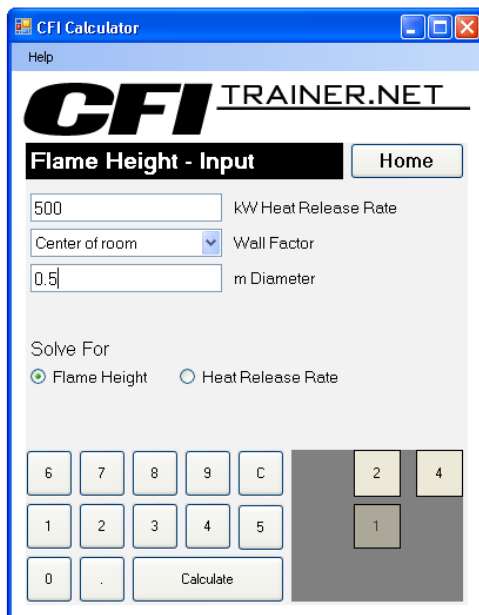 CFI Calculator
Help
CFI TRAINER.NET
Flame Height - Input Home
500 kW Heat Release Rate
Center of room Wall Factor
0.5 m Diameter
Solve For
Flame Height Heat Release Rate
6 7 8 9 C 2 4
1 2 3 4 5 1
0 . Calculate